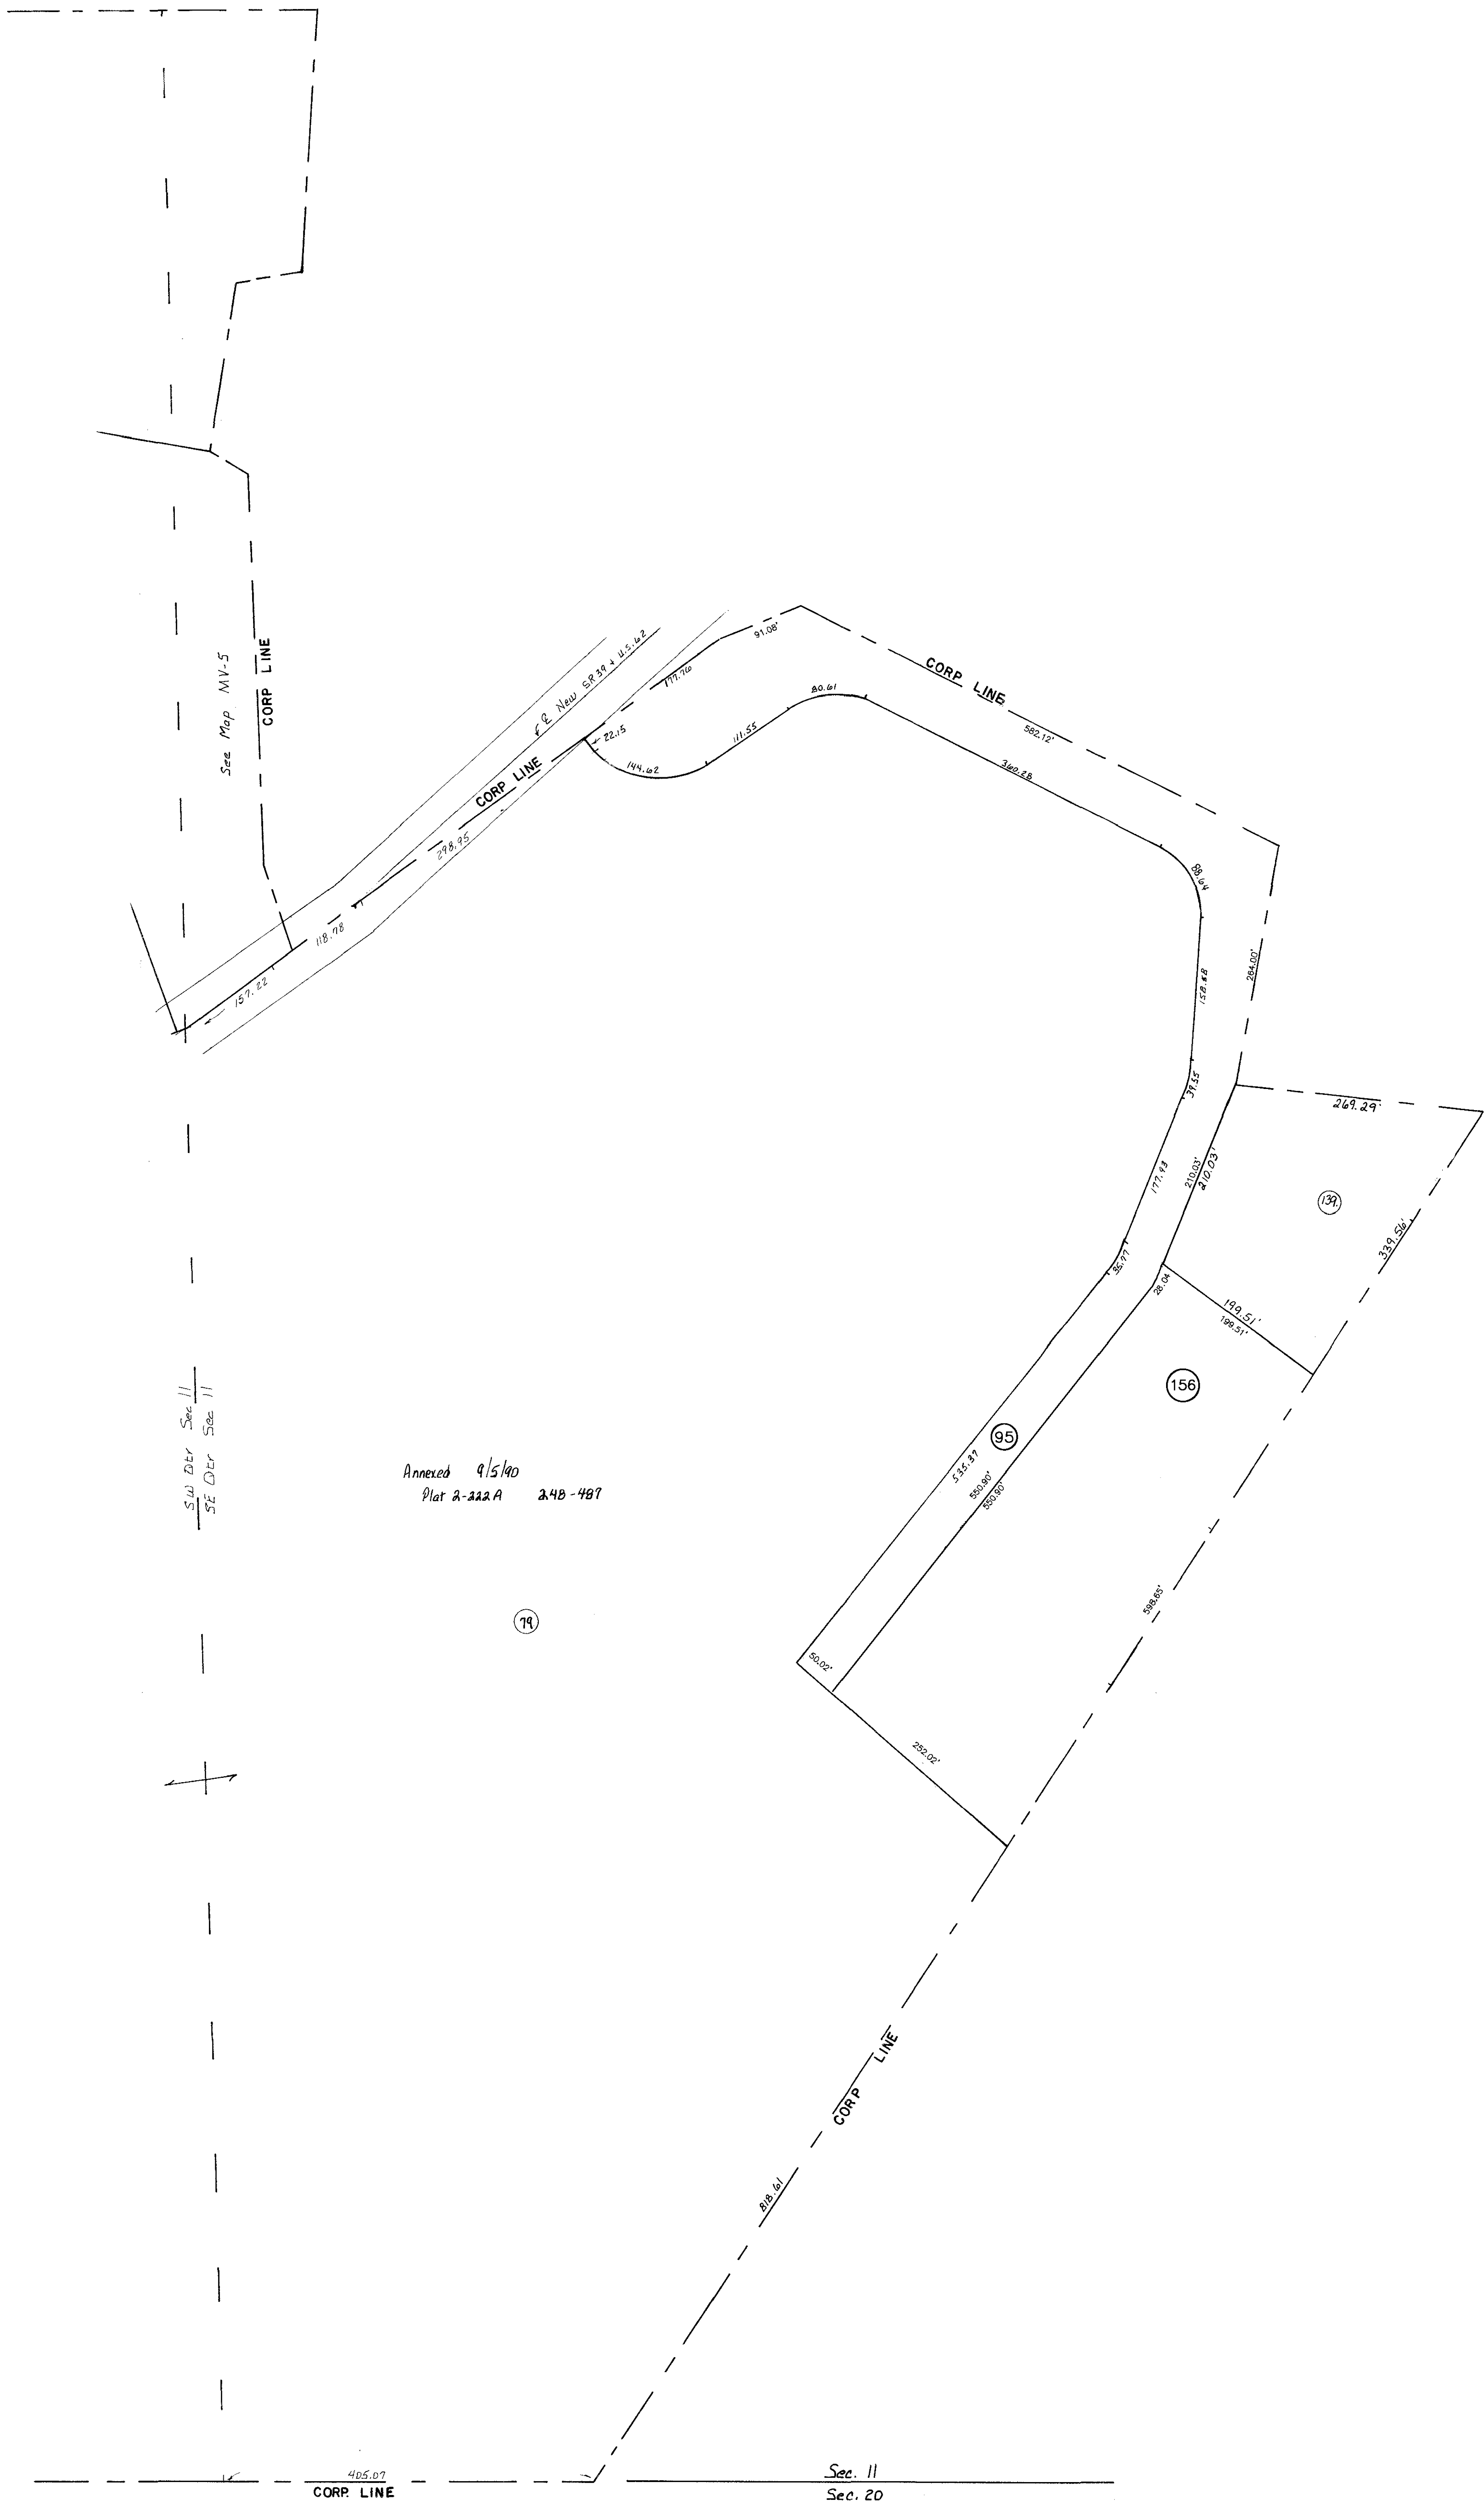 See Map MV-5
CORP LINE
₵ New SR 39 & U.S. 62
91.08'
177.76
22.15
CORP LINE
80.61
111.55
144.62
582.12'
360.28
CORP LINE
298.95
118.78
157.22
88.64
264.00'
158.58
39.55
269.29'
177.93
210.03'
210.03'
139.
339.56'
35.77
28.04
199.51'
199.51'
156
95
SW Qtr Sec 11
SE Qtr Sec 11
535.37
550.90'
550.90'
Annexed 9/5/90
Plat 2-222A 248-487
598.65'
79
50.02'
252.02'
CORP LINE
818.61
405.07
CORP. LINE
Sec. 11
Sec. 20